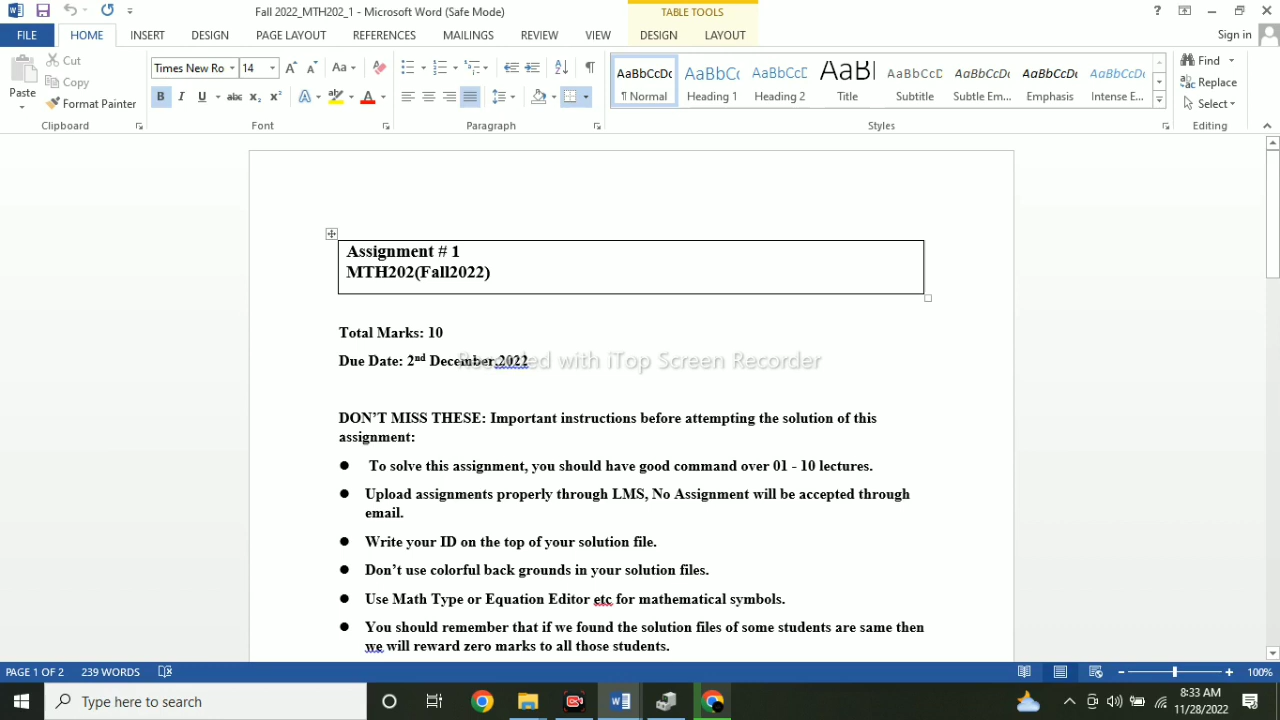 Fall 2022_MTH202_1 - Microsoft Word (Safe Mode)
TABLE TOOLS
?
FILE HOME INSERT DESIGN PAGE LAYOUT REFERENCES MAILINGS REVIEW VIEW DESIGN LAYOUT Sign in
Paste
Cut
Copy
Format Painter
Clipboard
Times New Ro 14
Font
Paragraph
AaBbCcDc AaBbCc AaBbCcD AaBl AaBbCcD AaBbCcDc AaBbCcDc AaBbCcDc
¶ Normal Heading 1 Heading 2 Title Subtitle Subtle Em... Emphasis Intense E...
Styles
Find
Replace
Select
Editing
Assignment # 1
MTH202(Fall2022)
Total Marks: 10
Due Date: 2nd December,2022
Recorded with iTop Screen Recorder
DON’T MISS THESE: Important instructions before attempting the solution of this
assignment:
● To solve this assignment, you should have good command over 01 - 10 lectures.
● Upload assignments properly through LMS, No Assignment will be accepted through
email.
● Write your ID on the top of your solution file.
● Don’t use colorful back grounds in your solution files.
● Use Math Type or Equation Editor etc for mathematical symbols.
● You should remember that if we found the solution files of some students are same then
we will reward zero marks to all those students.
PAGE 1 OF 2 239 WORDS 100%
Type here to search
8:33 AM
11/28/2022